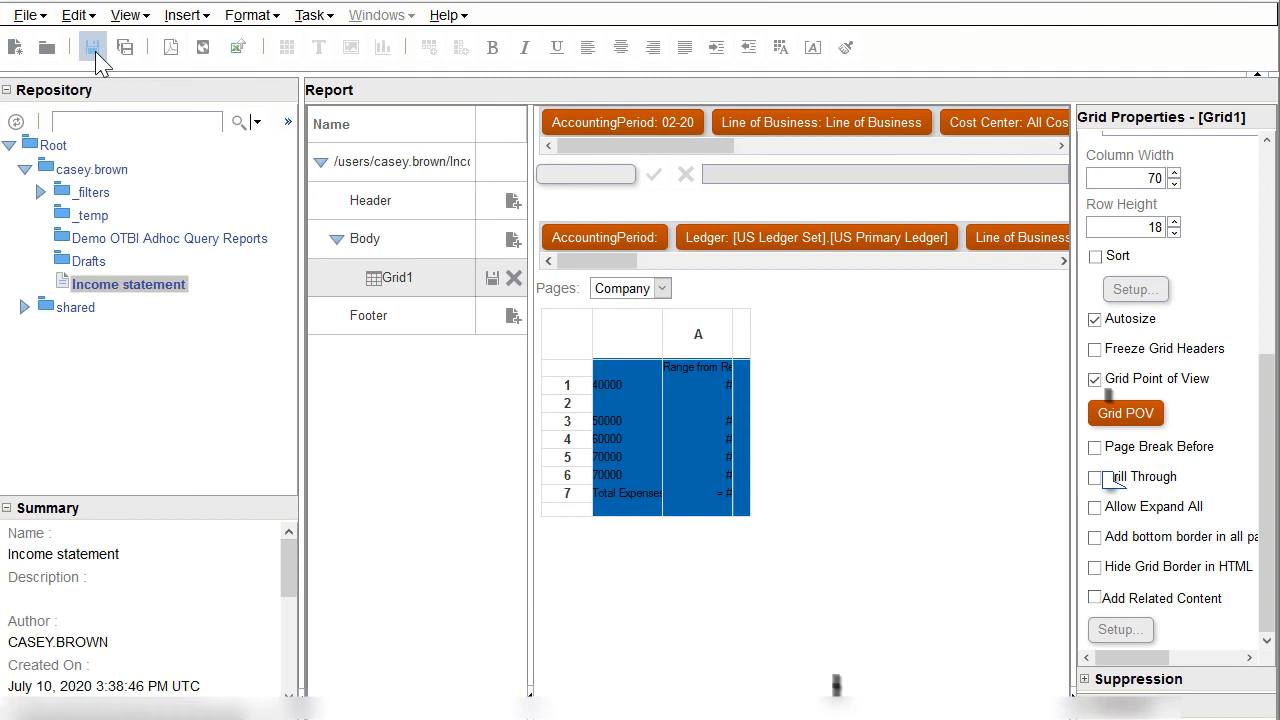 File Edit View Insert Format Task Windows Help
B I U A
Repository
Root
casey.brown
_filters
_temp
Demo OTBI Adhoc Query Reports
Drafts
Income statement
shared
Summary
Name :
Income statement
Description :
Author :
CASEY.BROWN
Created On :
July 10, 2020 3:38:46 PM UTC
Report
Name
/users/casey.brown/Inco
Header
Body
Grid1
Footer
AccountingPeriod: 02-20 Line of Business: Line of Business Cost Center: All Cos
AccountingPeriod: Ledger: [US Ledger Set].[US Primary Ledger] Line of Business
Pages: Company
A
Range from Re
1 40000 #
2
3 50000 #
4 60000 #
5 70000 #
6 70000 #
7 Total Expenses = #
Grid Properties - [Grid1]
Column Width
70
Row Height
18
Sort
Setup...
Autosize
Freeze Grid Headers
Grid Point of View
Grid POV
Page Break Before
rill Through
Allow Expand All
Add bottom border in all pa
Hide Grid Border in HTML
Add Related Content
Setup...
Suppression